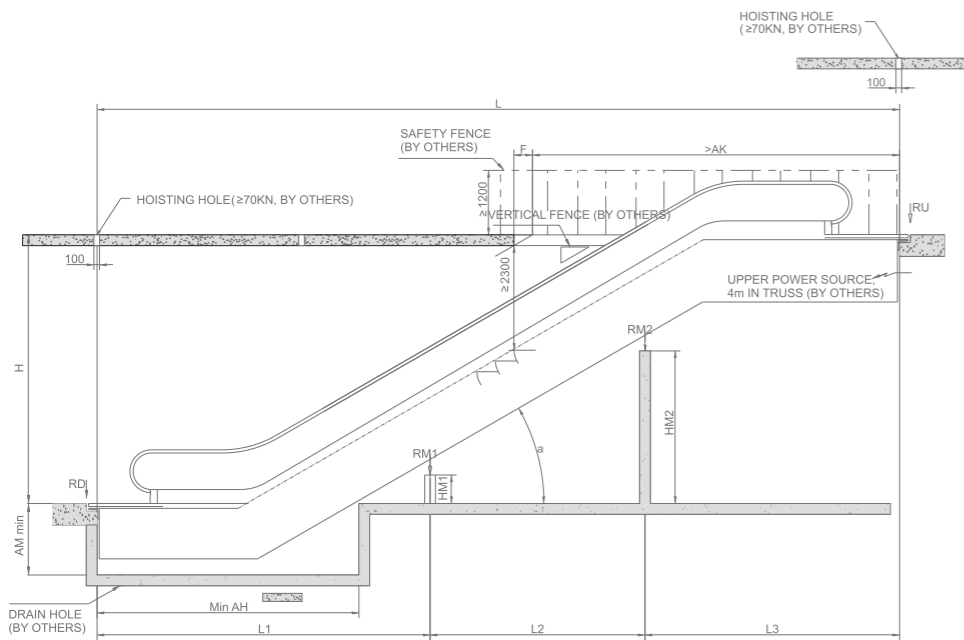 HOISTING HOLE
(≥70KN, BY OTHERS)
100
L
SAFETY FENCE
(BY OTHERS)
F
>AK
HOISTING HOLE(≥70KN, BY OTHERS)
≥1200
VERTICAL FENCE (BY OTHERS)
RU
100
≥2300
UPPER POWER SOURCE,
4m IN TRUSS (BY OTHERS)
RM2
H
HM2
a
RM1
HM1
RD
AM min
DRAIN HOLE
(BY OTHERS)
Min AH
L1
L2
L3